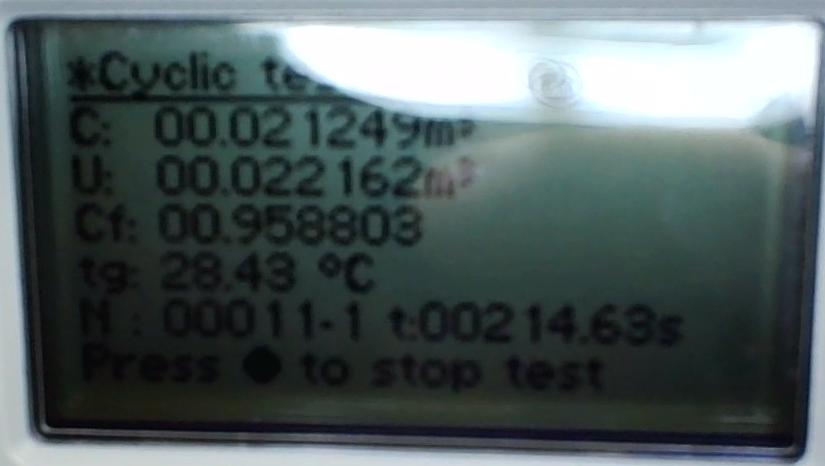 *Cyclic
C: 00.021249m³
U: 00.022162m³
Cf: 00.958803
tg: 28.43 °C
N : 00011-1 t:00214.63s
Press ● to stop test